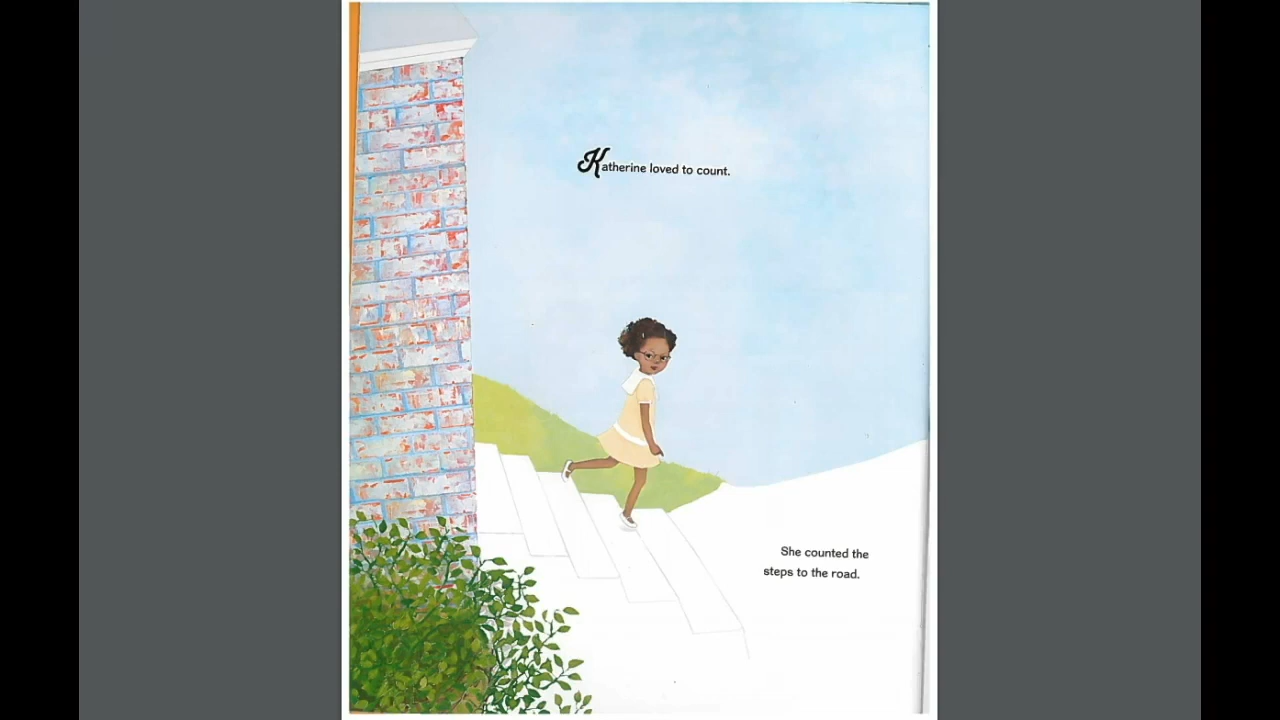 Katherine loved to count.
She counted the
steps to the road.